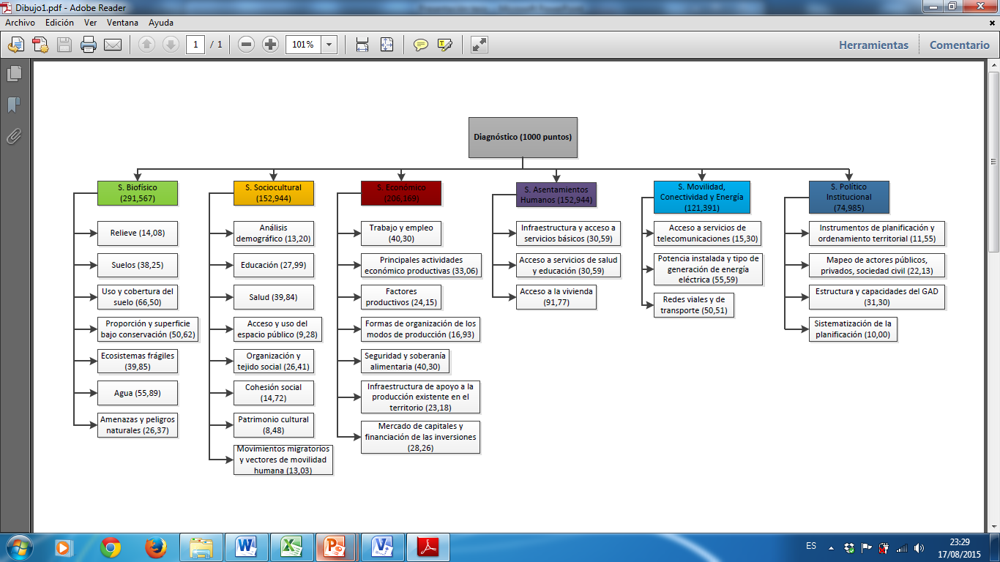 Dibujo1.pdf - Adobe Reader
Archivo Edición Ver Ventana Ayuda
1 / 1 101% Herramientas Comentario
Diagnóstico (1000 puntos)
S. Biofísico
(291,567)
Relieve (14,08)
Suelos (38,25)
Uso y cobertura del
suelo (66,50)
Proporción y superficie
bajo conservación (50,62)
Ecosistemas frágiles
(39,85)
Agua (55,89)
Amenazas y peligros
naturales (26,37)
S. Sociocultural
(152,944)
Análisis
demográfico (13,20)
Educación (27,99)
Salud (39,84)
Acceso y uso del
espacio público (9,28)
Organización y
tejido social (26,41)
Cohesión social
(14,72)
Patrimonio cultural
(8,48)
Movimientos migratorios
y vectores de movilidad
humana (13,03)
S. Económico
(206,169)
Trabajo y empleo
(40,30)
Principales actividades
económico productivas (33,06)
Factores
productivos (24,15)
Formas de organización de los
modos de producción (16,93)
Seguridad y soberanía
alimentaria (40,30)
Infraestructura de apoyo a la
producción existente en el
territorio (23,18)
Mercado de capitales y
financiación de las inversiones
(28,26)
S. Asentamientos
Humanos (152,944)
Infraestructura y acceso a
servicios básicos (30,59)
Acceso a servicios de salud
y educación (30,59)
Acceso a la vivienda
(91,77)
S. Movilidad,
Conectividad y Energía
(121,391)
Acceso a servicios de
telecomunicaciones (15,30)
Potencia instalada y tipo de
generación de energía
eléctrica (55,59)
Redes viales y de
transporte (50,51)
S. Político
Institucional
(74,985)
Instrumentos de planificación y
ordenamiento territorial (11,55)
Mapeo de actores públicos,
privados, sociedad civil (22,13)
Estructura y capacidades del GAD
(31,30)
Sistematización de la
planificación (10,00)
ES
23:29
17/08/2015